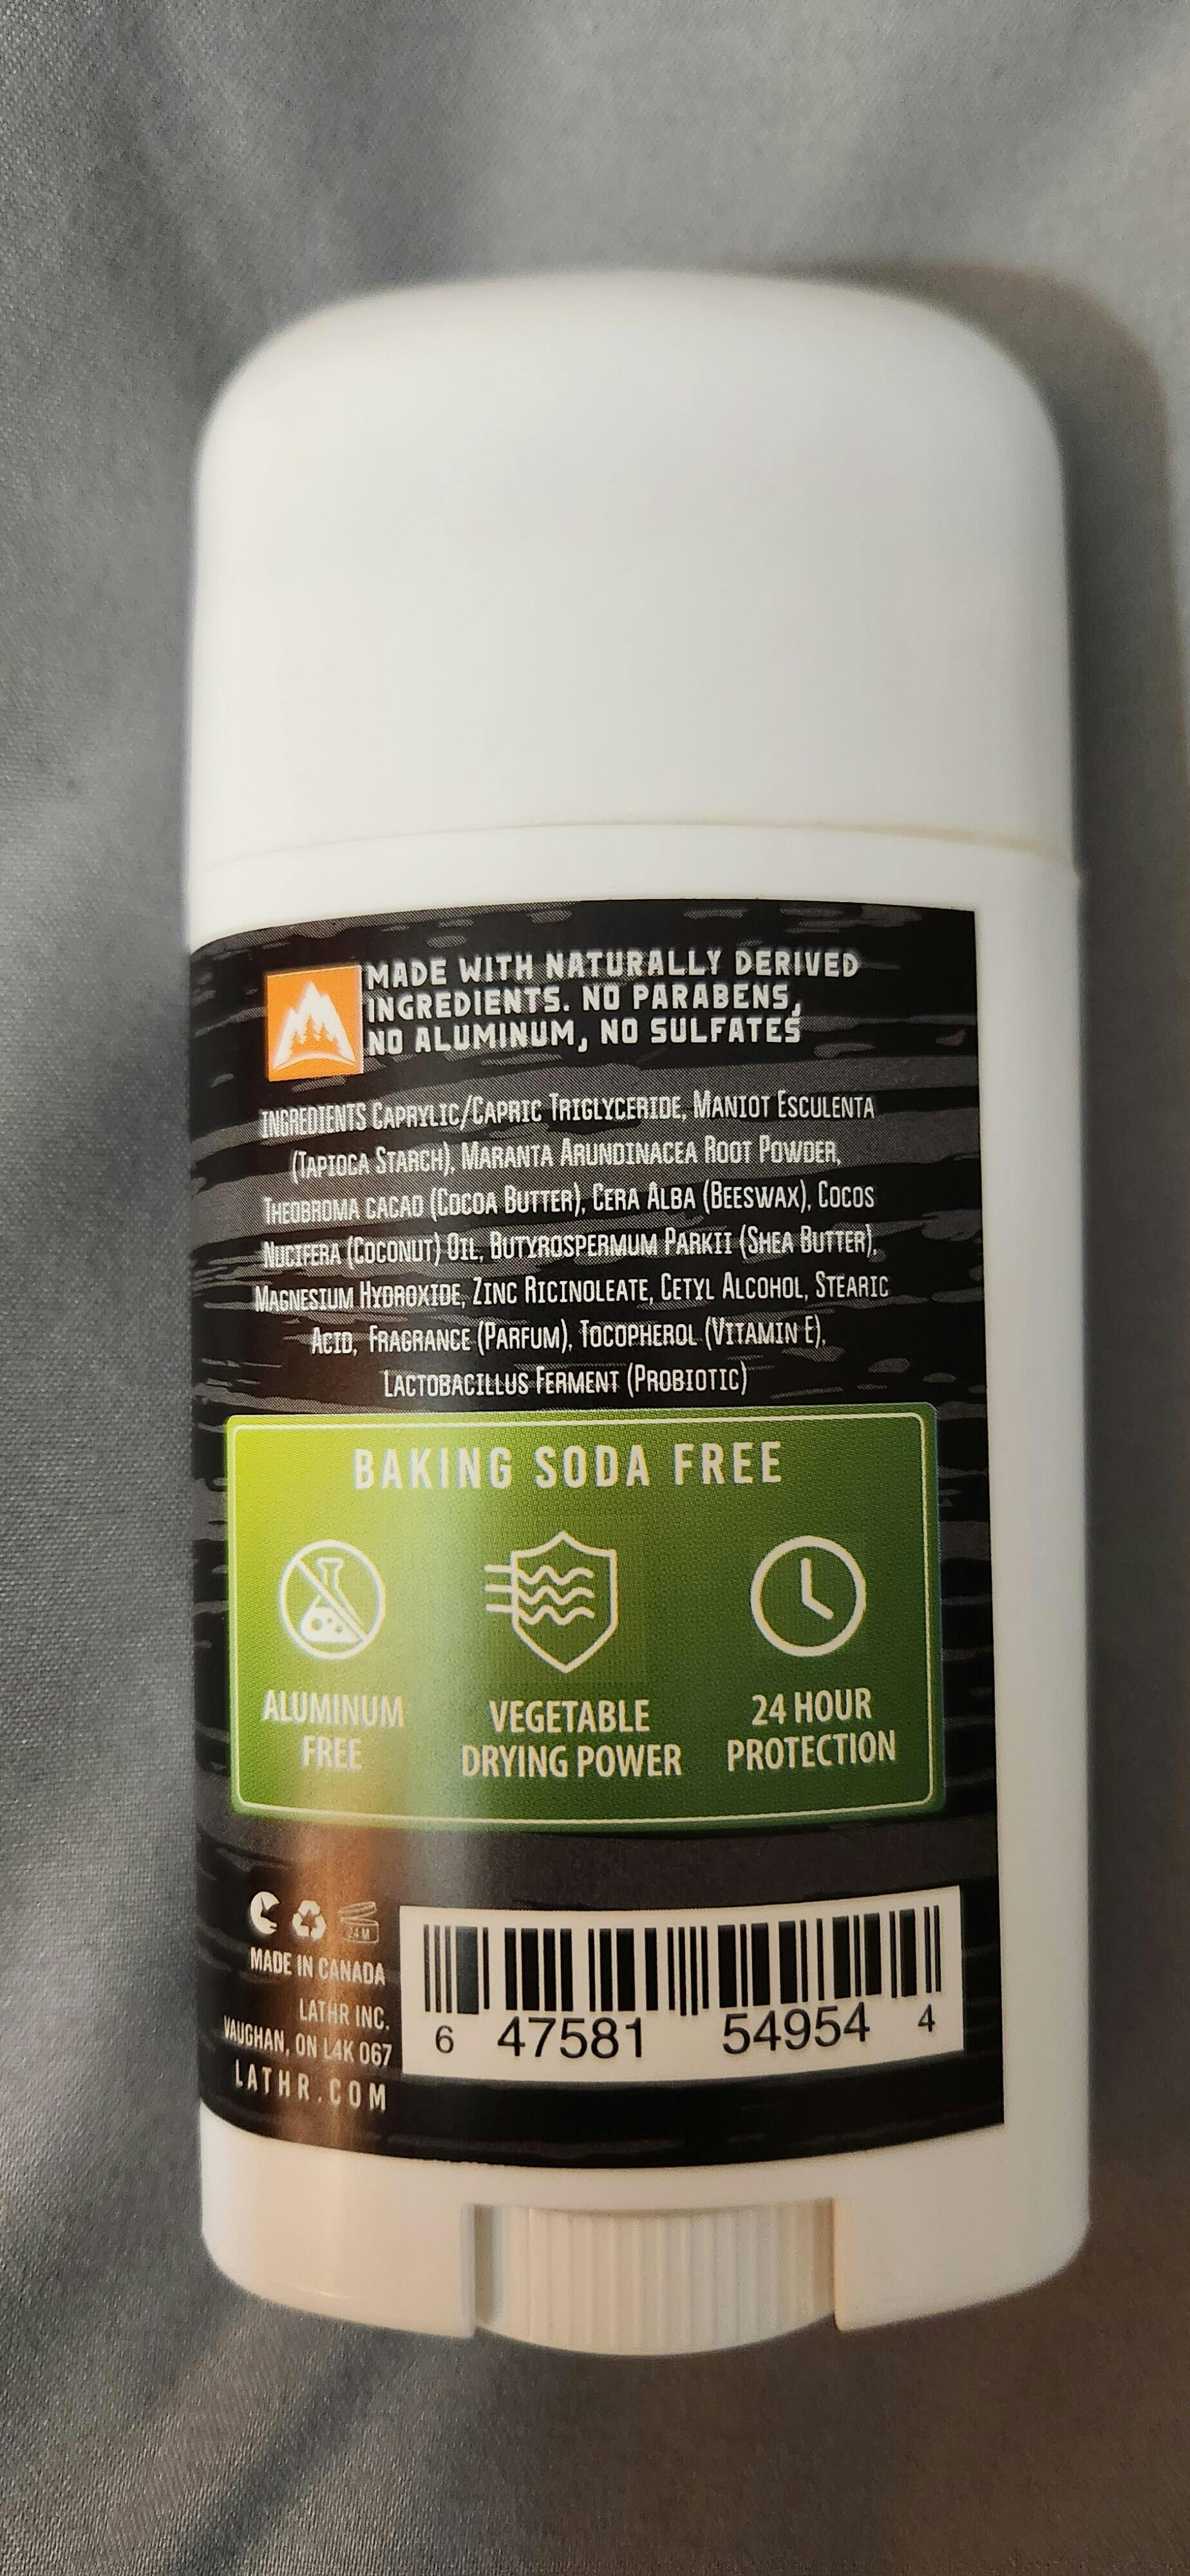 MADE WITH NATURALLY DERIVED
INGREDIENTS. NO PARABENS,
NO ALUMINUM, NO SULFATES
INGREDIENTS CAPRYLIC/CAPRIC TRIGLYCERIDE, MANIOT ESCULENTA
(TAPIOCA STARCH), MARANTA ARUNDINACEA ROOT POWDER,
THEOBROMA CACAO (COCOA BUTTER), CERA ALBA (BEESWAX), COCOS
NUCIFERA (COCONUT) OIL, BUTYROSPERMUM PARKII (SHEA BUTTER),
MAGNESIUM HYDROXIDE, ZINC RICINOLEATE, CETYL ALCOHOL, STEARIC
ACID, FRAGRANCE (PARFUM), TOCOPHEROL (VITAMIN E),
LACTOBACILLUS FERMENT (PROBIOTIC)
BAKING SODA FREE
ALUMINUM
FREE
VEGETABLE
DRYING POWER
24 HOUR
PROTECTION
24M
MADE IN CANADA
LATHR INC.
VAUGHAN, ON L4K 067
LATHR.COM
6 47581 54954 4